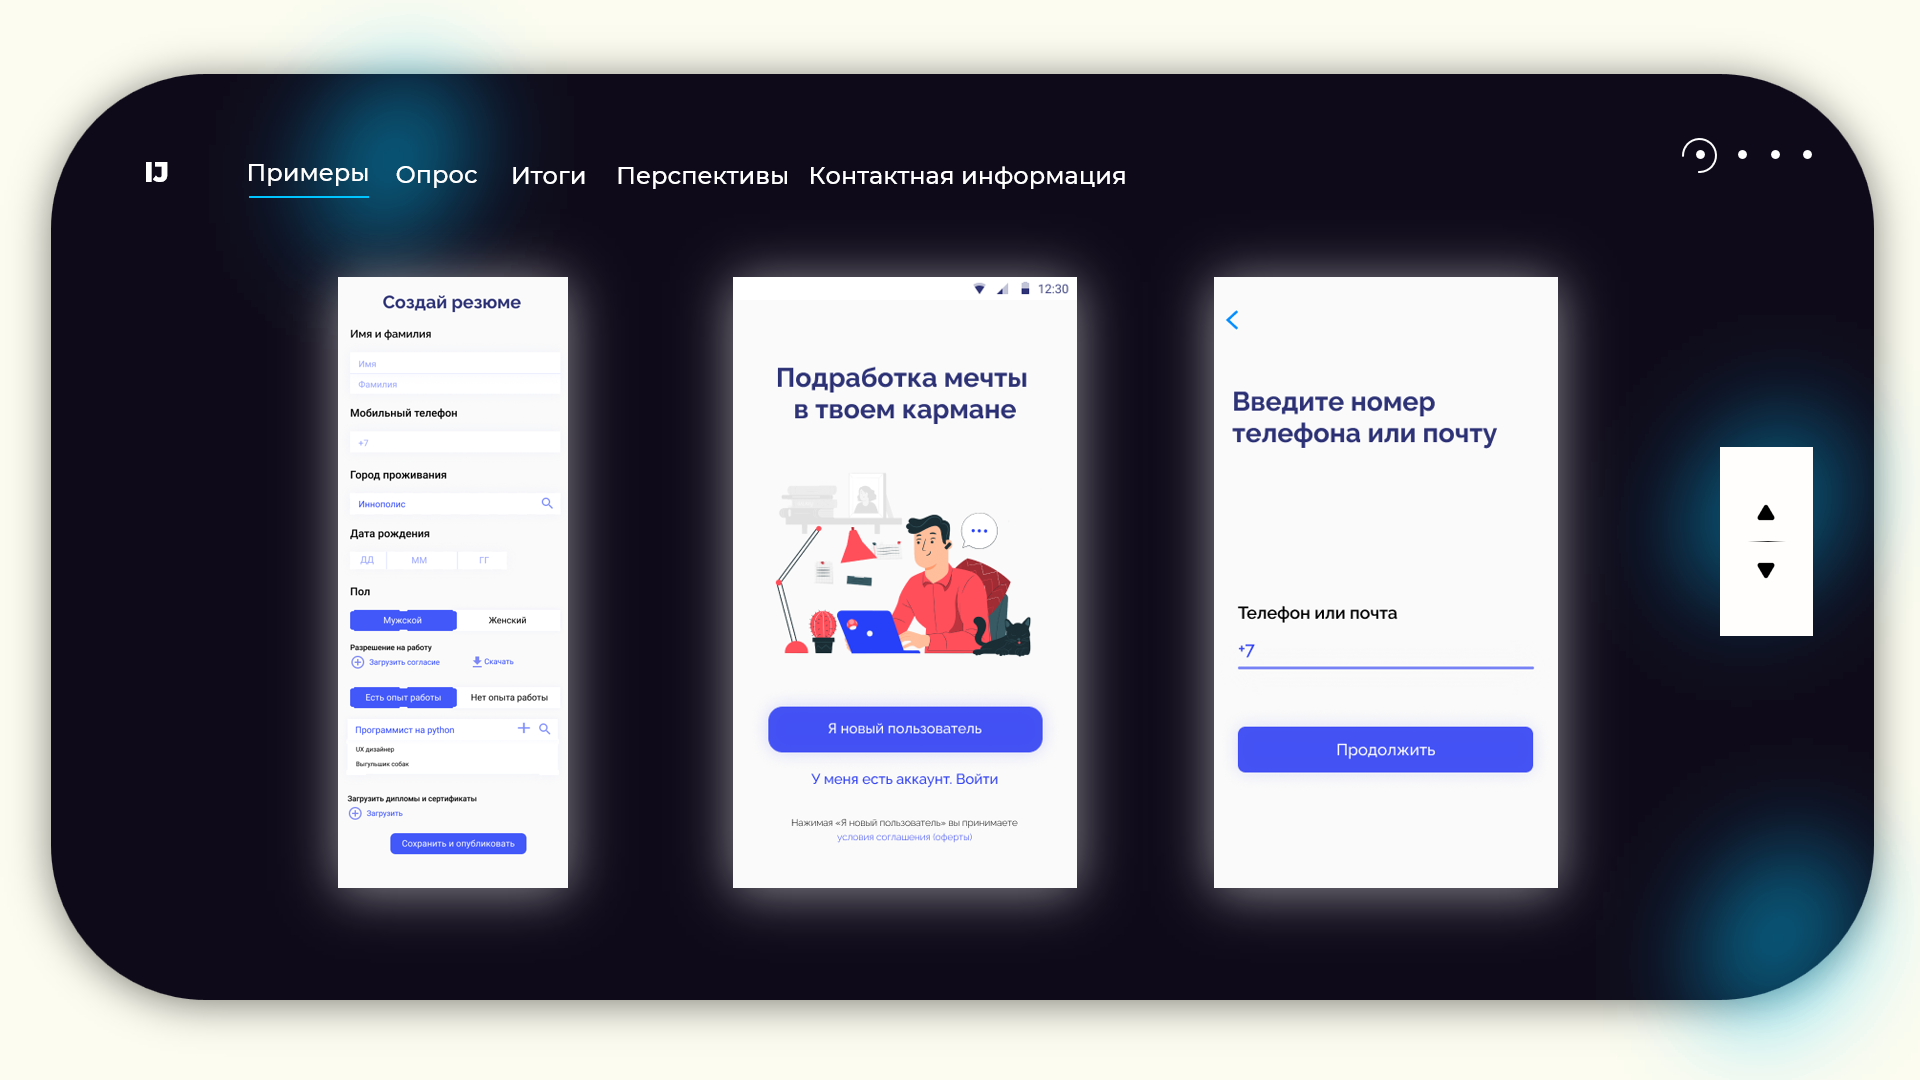 IJ
Примеры
Опрос
Итоги
Перспективы
Контактная информация
Создай резюме
Имя и фамилия
Имя
Фамилия
Мобильный телефон
+7
Город проживания
Иннополис
Дата рождения
ДД
ММ
ГГ
Пол
Мужской
Женский
Разрешение на работу
Загрузить согласие
Скачать
Есть опыт работы
Нет опыта работы
Программист на python
UX дизайнер
Выгульшик собак
Загрузить дипломы и сертификаты
Загрузить
Сохранить и опубликовать
12:30
Подработка мечты
в твоем кармане
Я новый пользователь
У меня есть аккаунт. Войти
Нажимая «Я новый пользователь» вы принимаете
условия соглашения (оферты)
Введите номер
телефона или почту
Телефон или почта
+7
Продолжить